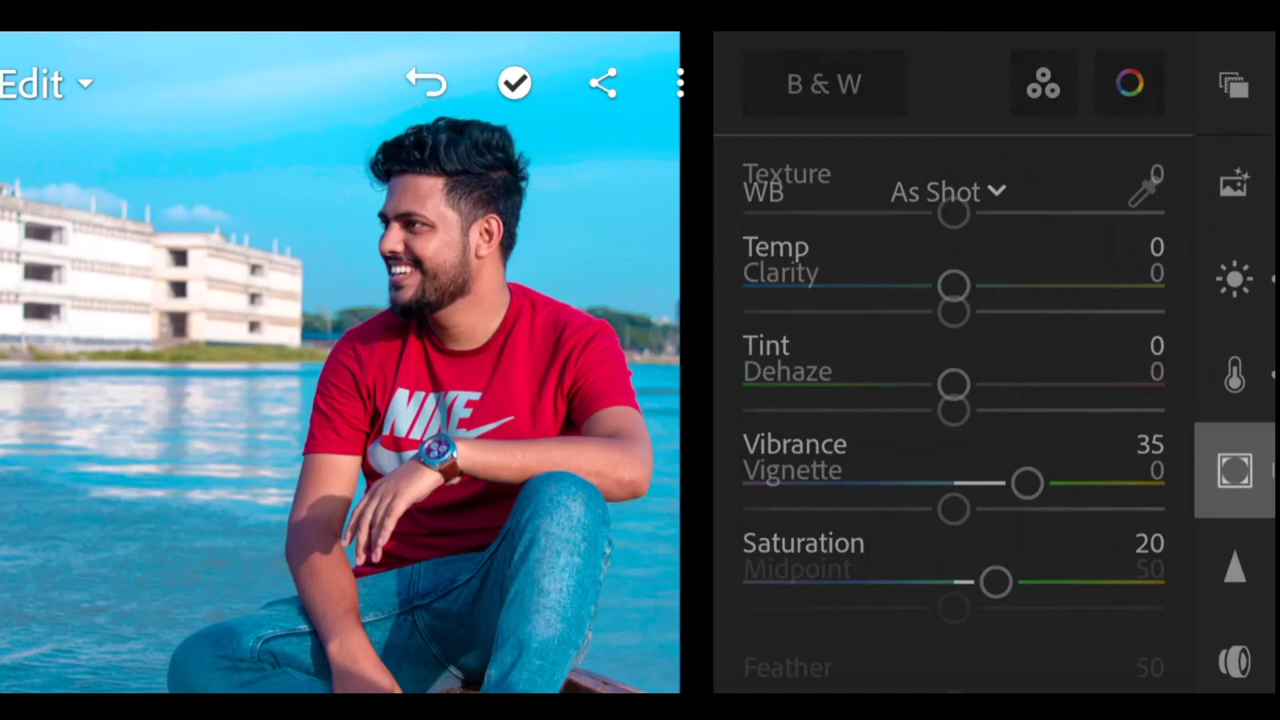 Edit
NIKE
B & W
Texture 0
WB As Shot
Temp 0
Clarity 0
Tint 0
Dehaze 0
Vibrance 35
Vignette 0
Saturation 20
Midpoint 50
Feather 50